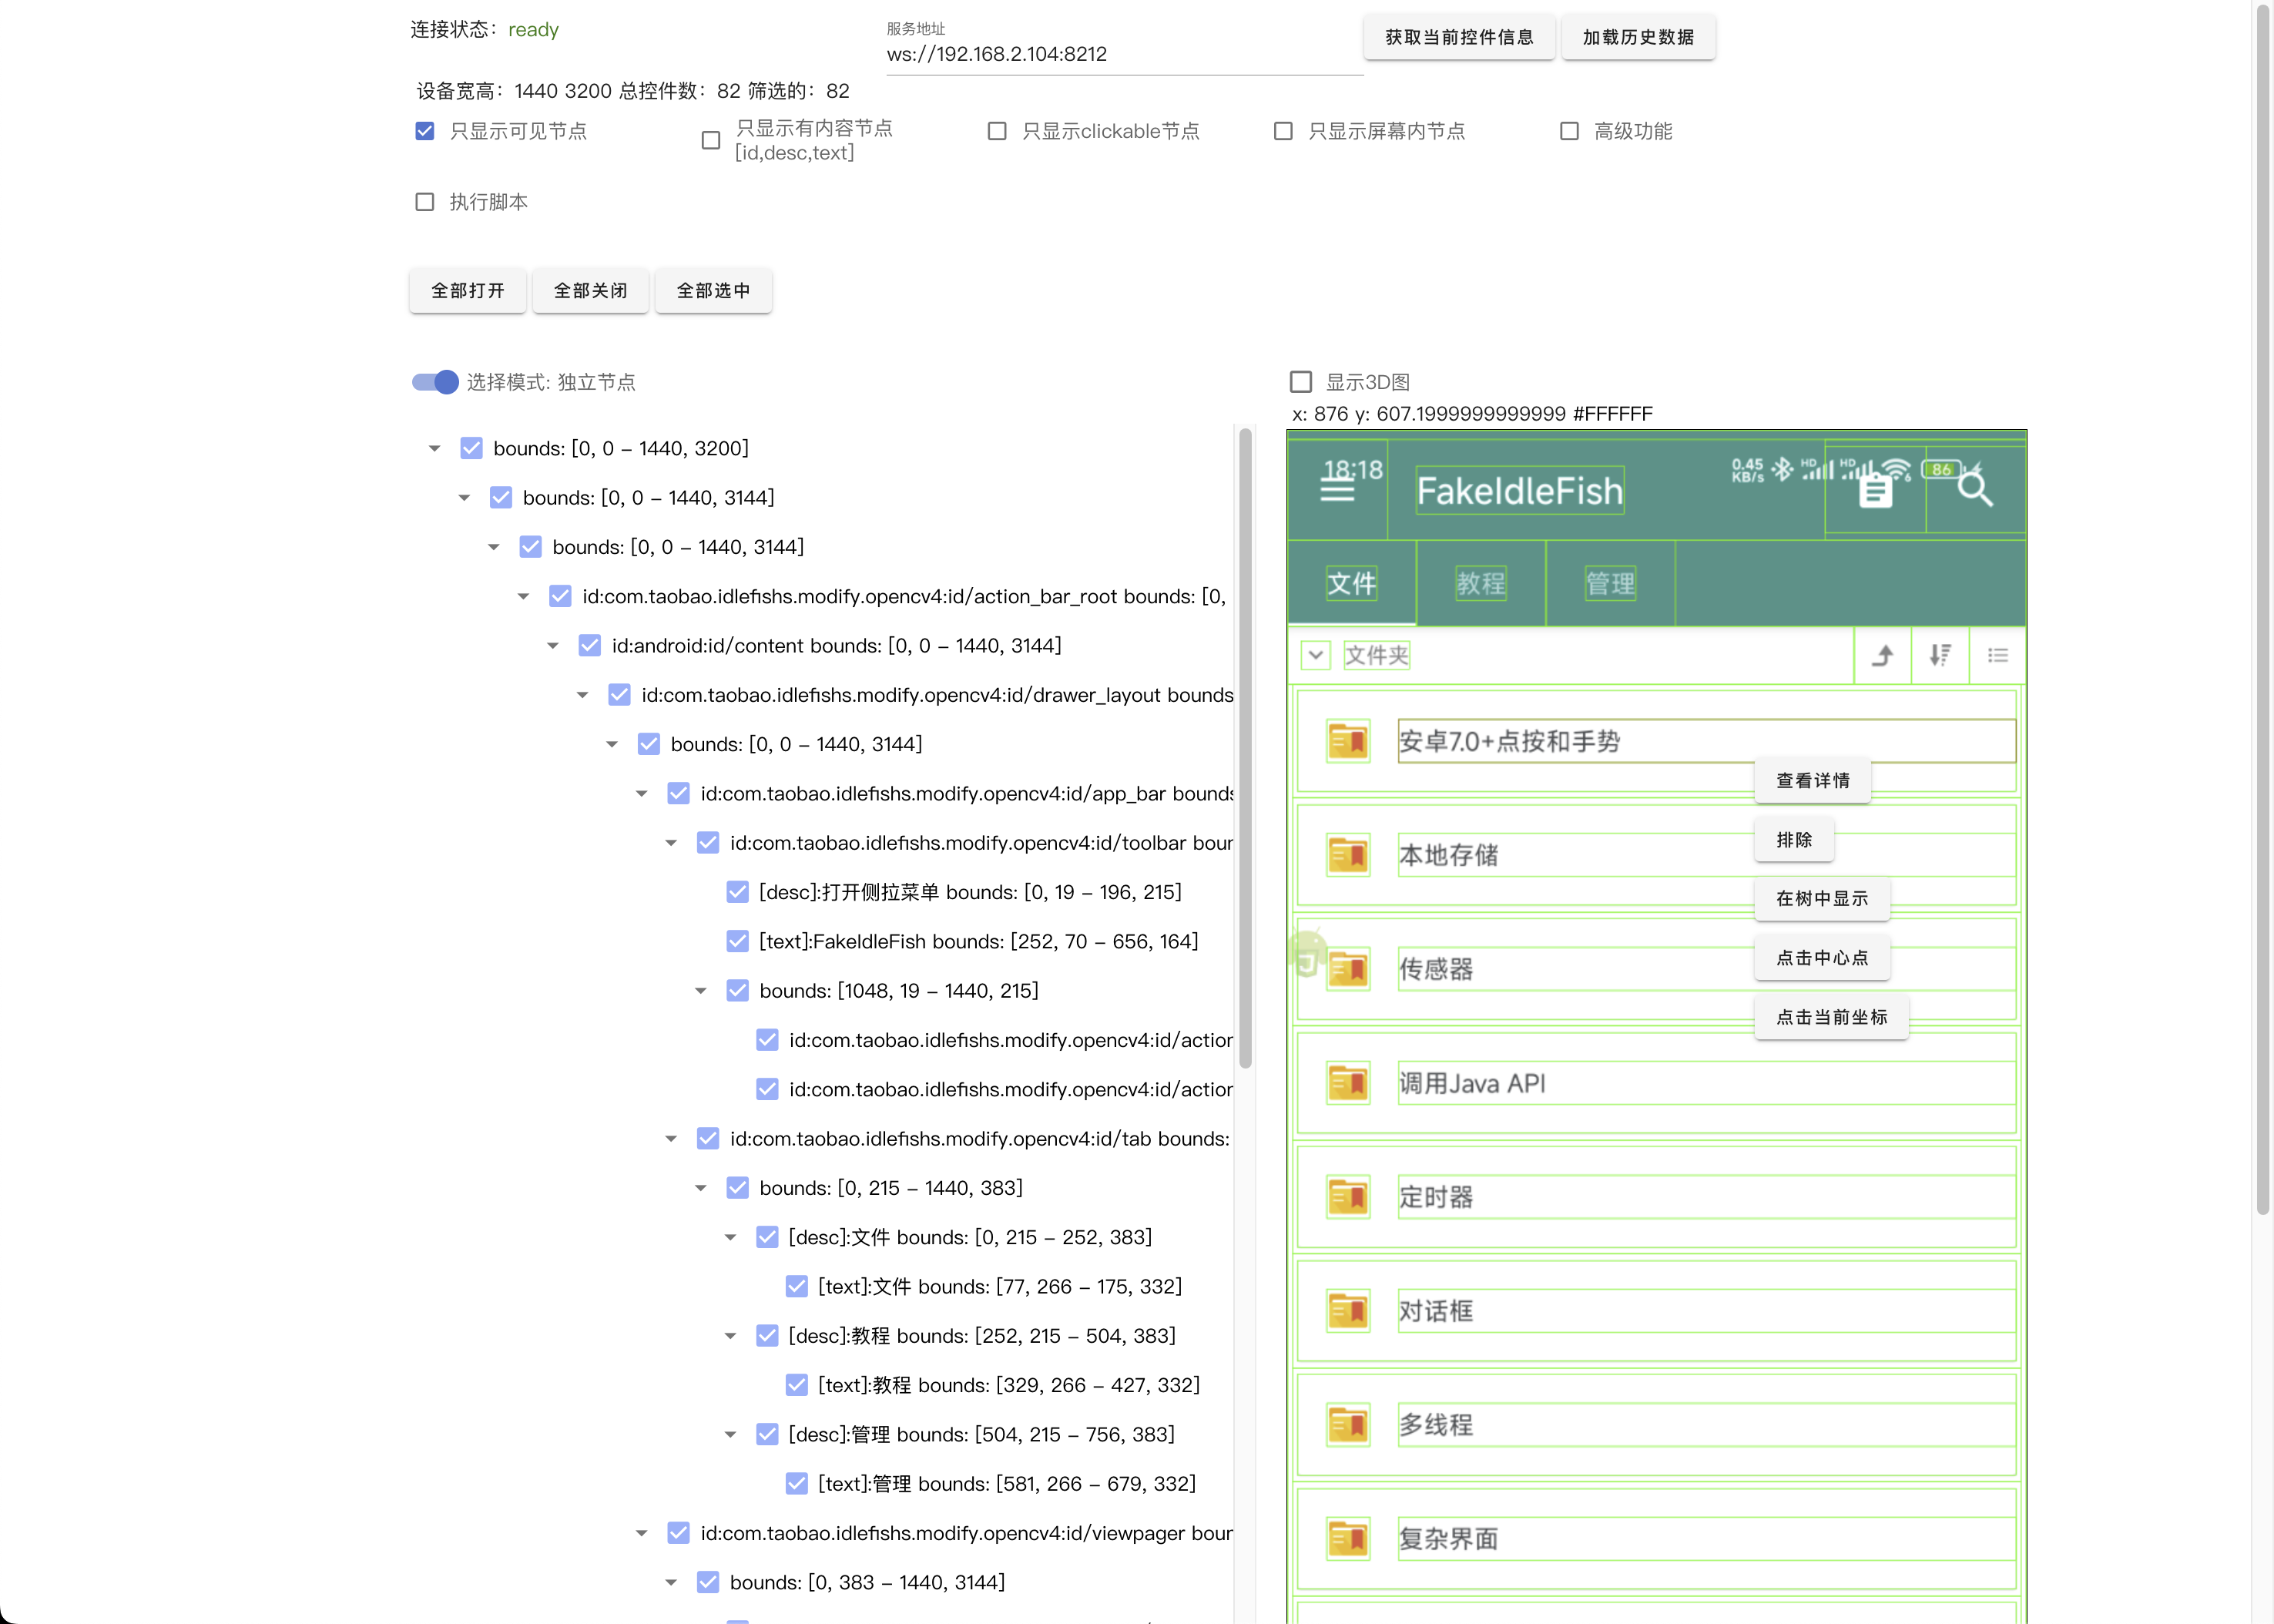 连接状态：ready
服务地址
ws://192.168.2.104:8212
获取当前控件信息
加载历史数据
设备宽高：1440 3200 总控件数：82 筛选的：82
只显示可见节点
只显示有内容节点
[id,desc,text]
只显示clickable节点
只显示屏幕内节点
高级功能
执行脚本
全部打开
全部关闭
全部选中
选择模式: 独立节点
bounds: [0, 0 – 1440, 3200]
bounds: [0, 0 – 1440, 3144]
bounds: [0, 0 – 1440, 3144]
id:com.taobao.idlefishs.modify.opencv4:id/action_bar_root bounds: [0,
id:android:id/content bounds: [0, 0 – 1440, 3144]
id:com.taobao.idlefishs.modify.opencv4:id/drawer_layout bounds
bounds: [0, 0 – 1440, 3144]
id:com.taobao.idlefishs.modify.opencv4:id/app_bar bounds
id:com.taobao.idlefishs.modify.opencv4:id/toolbar boun
[desc]:打开侧拉菜单 bounds: [0, 19 – 196, 215]
[text]:FakeIdleFish bounds: [252, 70 – 656, 164]
bounds: [1048, 19 – 1440, 215]
id:com.taobao.idlefishs.modify.opencv4:id/action
id:com.taobao.idlefishs.modify.opencv4:id/action
id:com.taobao.idlefishs.modify.opencv4:id/tab bounds:
bounds: [0, 215 – 1440, 383]
[desc]:文件 bounds: [0, 215 – 252, 383]
[text]:文件 bounds: [77, 266 – 175, 332]
[desc]:教程 bounds: [252, 215 – 504, 383]
[text]:教程 bounds: [329, 266 – 427, 332]
[desc]:管理 bounds: [504, 215 – 756, 383]
[text]:管理 bounds: [581, 266 – 679, 332]
id:com.taobao.idlefishs.modify.opencv4:id/viewpager boun
bounds: [0, 383 – 1440, 3144]
显示3D图
x: 876 y: 607.1999999999999 #FFFFFF
18:18
0.45
KB/s
HD
HD
6
86
FakeIdleFish
文件
教程
管理
文件夹
安卓7.0+点按和手势
查看详情
排除
本地存储
在树中显示
点击中心点
传感器
点击当前坐标
调用Java API
定时器
对话框
多线程
复杂界面